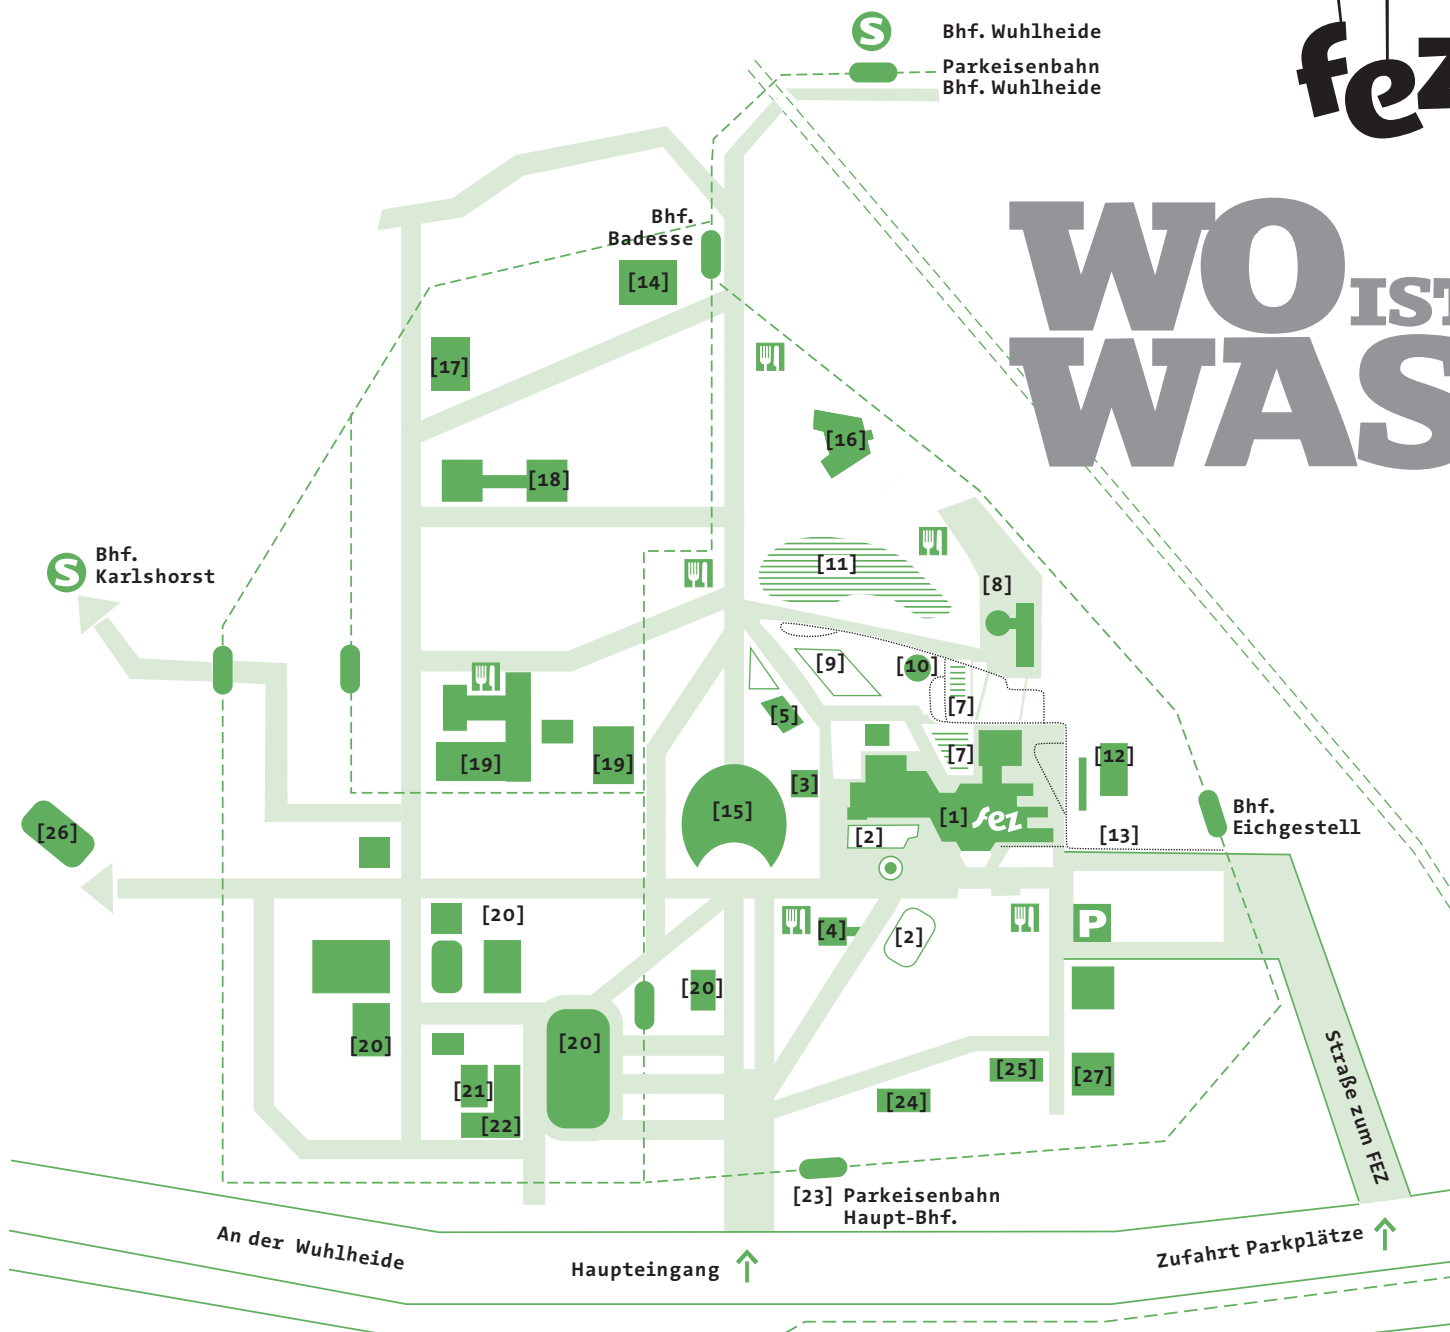 S
Bhf. Wuhlheide
Parkeisenbahn
Bhf. Wuhlheide
fez
WO IST
WAS
Bhf.
Badesse
[14]
[17]
[16]
[18]
S
Bhf.
Karlshorst
[11]
[8]
[9]
[10]
[7]
[5]
[7]
[12]
[19]
[19]
[3]
[15]
[1] fez
[2]
[13]
Bhf.
Eichgestell
[26]
[20]
[4]
[2]
P
[20]
[20]
[20]
[21]
[22]
[25]
[27]
[24]
Straße zum FEZ
[23] Parkeisenbahn
Haupt-Bhf.
An der Wuhlheide
Haupteingang
Zufahrt Parkplätze